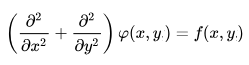 (∂²/∂x² + ∂²/∂y²) φ(x, y) = f(x, y)